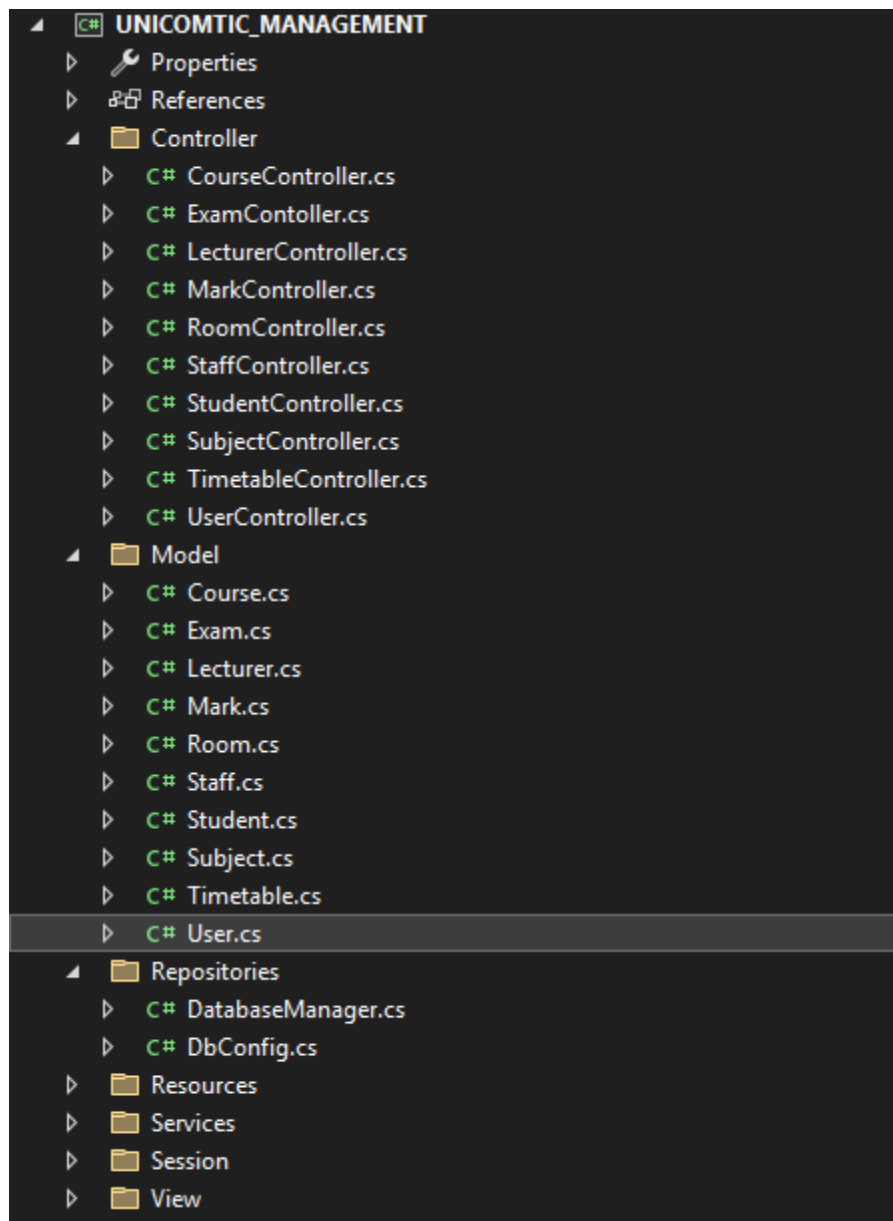 C# UNICOMTIC_MANAGEMENT
Properties
References
Controller
C# CourseController.cs
C# ExamContoller.cs
C# LecturerController.cs
C# MarkController.cs
C# RoomController.cs
C# StaffController.cs
C# StudentController.cs
C# SubjectController.cs
C# TimetableController.cs
C# UserController.cs
Model
C# Course.cs
C# Exam.cs
C# Lecturer.cs
C# Mark.cs
C# Room.cs
C# Staff.cs
C# Student.cs
C# Subject.cs
C# Timetable.cs
C# User.cs
Repositories
C# DatabaseManager.cs
C# DbConfig.cs
Resources
Services
Session
View